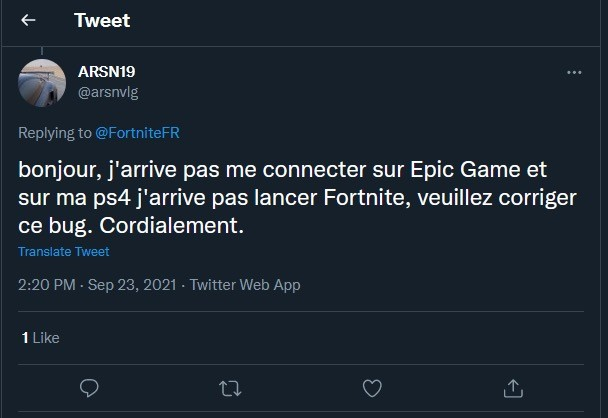 Tweet
ARSN19
@arsnvlg
Replying to @FortniteFR
bonjour, j'arrive pas me connecter sur Epic Game et
sur ma ps4 j'arrive pas lancer Fortnite, veuillez corriger
ce bug. Cordialement.
Translate Tweet
2:20 PM · Sep 23, 2021 · Twitter Web App
1 Like